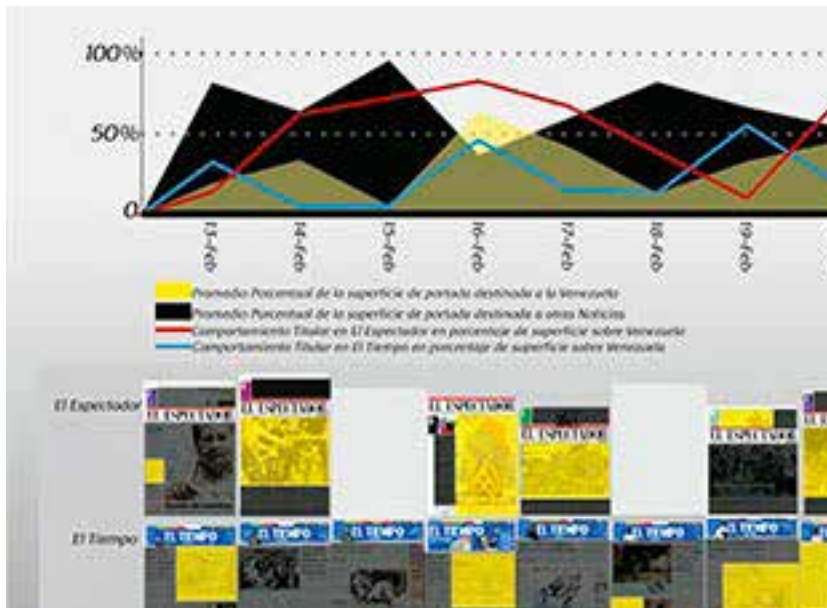 100%
50%
0
13-Feb 14-Feb 15-Feb 16-Feb 17-Feb 18-Feb 19-Feb
Promedio Porcentual de la superficie de portada destinada a la Venezuela
Promedio Porcentual de la superficie de portada destinada a otras Noticias
Comportamiento Titular en El Espectador en porcentaje de superficie sobre Venezuela
Comportamiento Titular en El Tiempo en porcentaje de superficie sobre Venezuela
El Espectador
EL ESPECTADOR EL ESPECTADOR EL ESPECTADOR EL ESPECTADOR EL ESPECTADOR
El Tiempo
EL TIEMPO EL TIEMPO EL TIEMPO EL TIEMPO EL TIEMPO EL TIEMPO EL TIEMPO